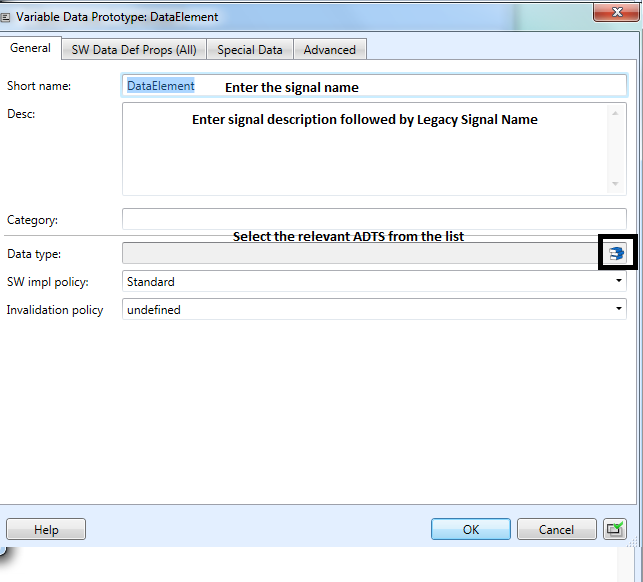 Variable Data Prototype: DataElement
General SW Data Def Props (All) Special Data Advanced
Short name: DataElement Enter the signal name
Desc: Enter signal description followed by Legacy Signal Name
Category:
Select the relevant ADTS from the list
Data type:
SW impl policy: Standard
Invalidation policy undefined
Help OK Cancel